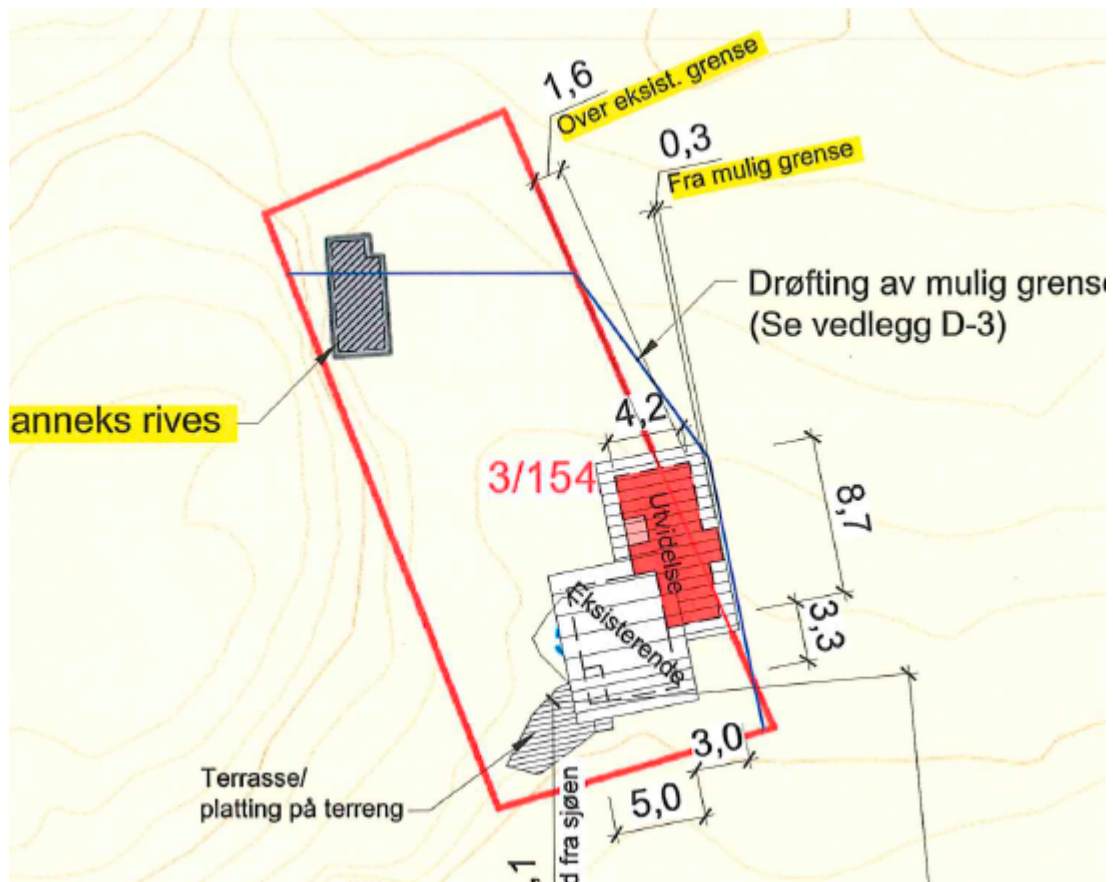 1,6
Over eksist. grense
0,3
Fra mulig grense
Drøfting av mulig grense
(Se vedlegg D-3)
anneks rives
4,2
3/154
Utvidelse
8,7
Eksisterende
3,3
3,0
Terrasse/
platting på terreng
5,0
,1
d fra sjøen